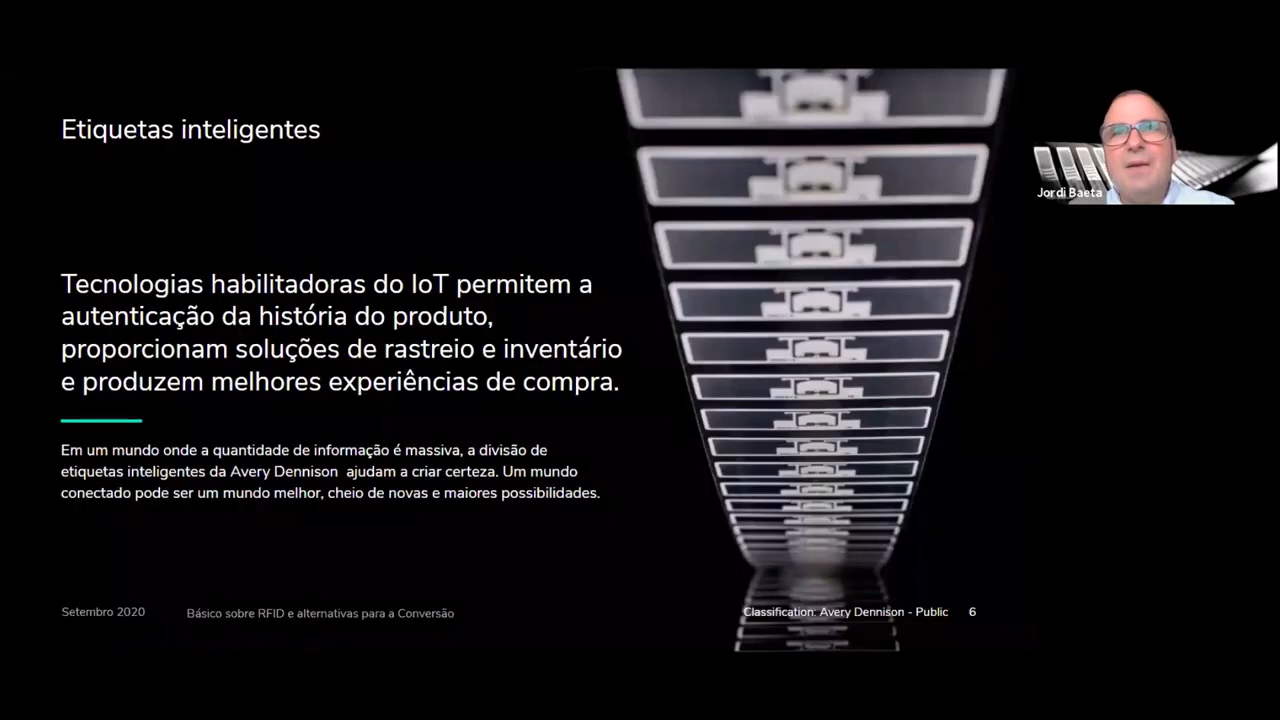 Etiquetas inteligentes
Jordi Baeta
Tecnologias habilitadoras do IoT permitem a
autenticação da história do produto,
proporcionam soluções de rastreio e inventário
e produzem melhores experiências de compra.
Em um mundo onde a quantidade de informação é massiva, a divisão de
etiquetas inteligentes da Avery Dennison ajudam a criar certeza. Um mundo
conectado pode ser um mundo melhor, cheio de novas e maiores possibilidades.
Setembro 2020
Básico sobre RFID e alternativas para a Conversão
Classification: Avery Dennison - Public
6